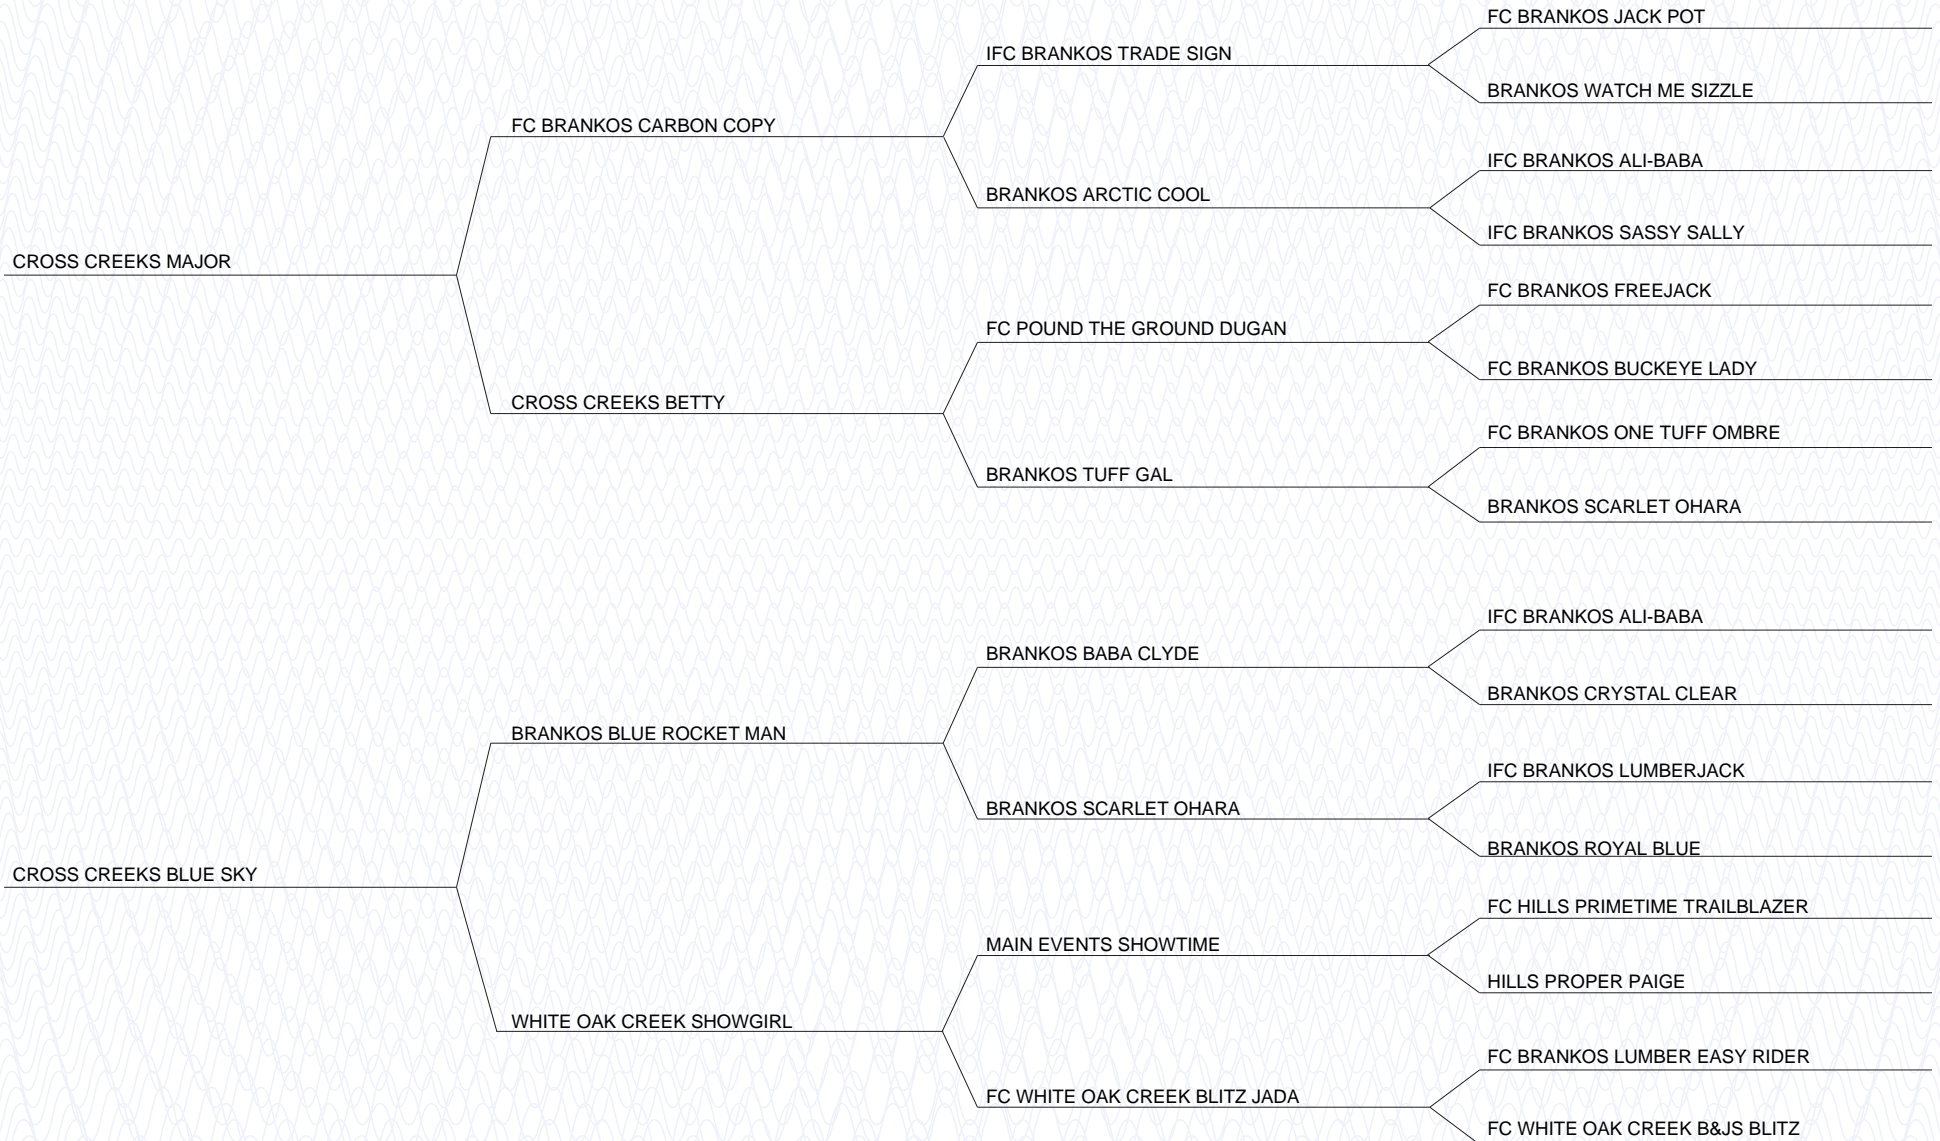 FC BRANKOS JACK POT
IFC BRANKOS TRADE SIGN
BRANKOS WATCH ME SIZZLE
FC BRANKOS CARBON COPY
IFC BRANKOS ALI-BABA
BRANKOS ARCTIC COOL
IFC BRANKOS SASSY SALLY
CROSS CREEKS MAJOR
FC BRANKOS FREEJACK
FC POUND THE GROUND DUGAN
FC BRANKOS BUCKEYE LADY
CROSS CREEKS BETTY
FC BRANKOS ONE TUFF OMBRE
BRANKOS TUFF GAL
BRANKOS SCARLET OHARA
IFC BRANKOS ALI-BABA
BRANKOS BABA CLYDE
BRANKOS CRYSTAL CLEAR
BRANKOS BLUE ROCKET MAN
IFC BRANKOS LUMBERJACK
BRANKOS SCARLET OHARA
BRANKOS ROYAL BLUE
CROSS CREEKS BLUE SKY
FC HILLS PRIMETIME TRAILBLAZER
MAIN EVENTS SHOWTIME
HILLS PROPER PAIGE
WHITE OAK CREEK SHOWGIRL
FC BRANKOS LUMBER EASY RIDER
FC WHITE OAK CREEK BLITZ JADA
FC WHITE OAK CREEK B&JS BLITZ